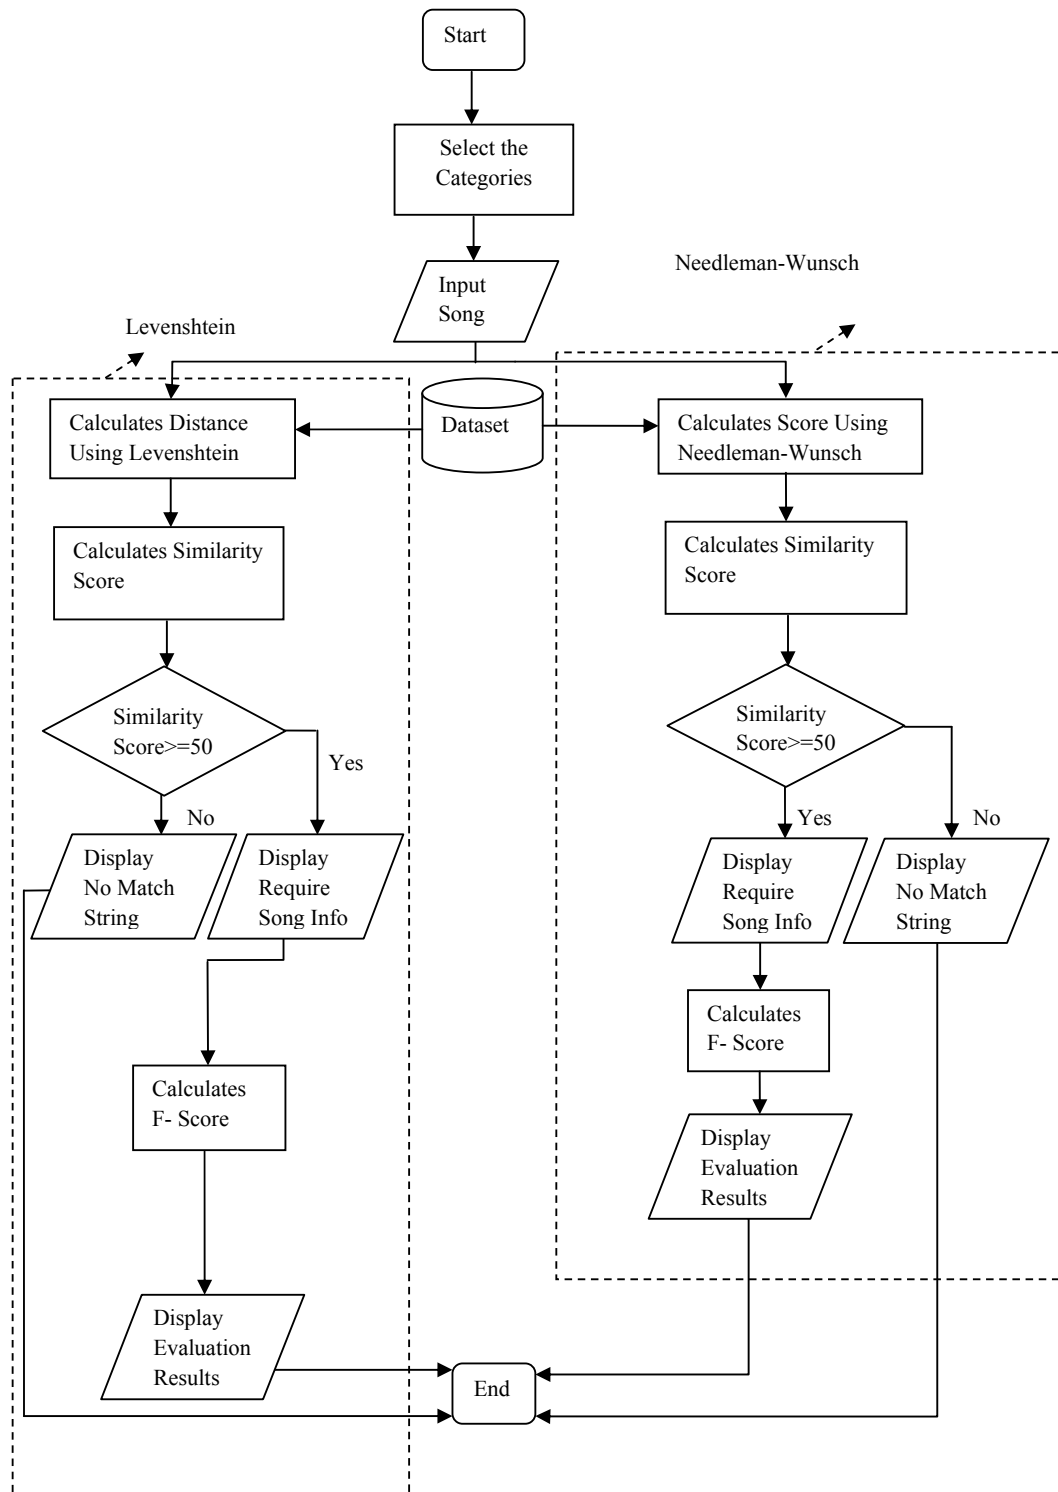 Start
Select the
Categories
Input
Song
Needleman-Wunsch
Levenshtein
Calculates Distance
Using Levenshtein
Dataset
Calculates Score Using
Needleman-Wunsch
Calculates Similarity
Score
Calculates Similarity
Score
Similarity
Score>=50
Yes
No
Similarity
Score>=50
Yes
No
Display
No Match
String
Display
Require
Song Info
Display
Require
Song Info
Display
No Match
String
Calculates
F- Score
Calculates
F- Score
Display
Evaluation
Results
Display
Evaluation
Results
End